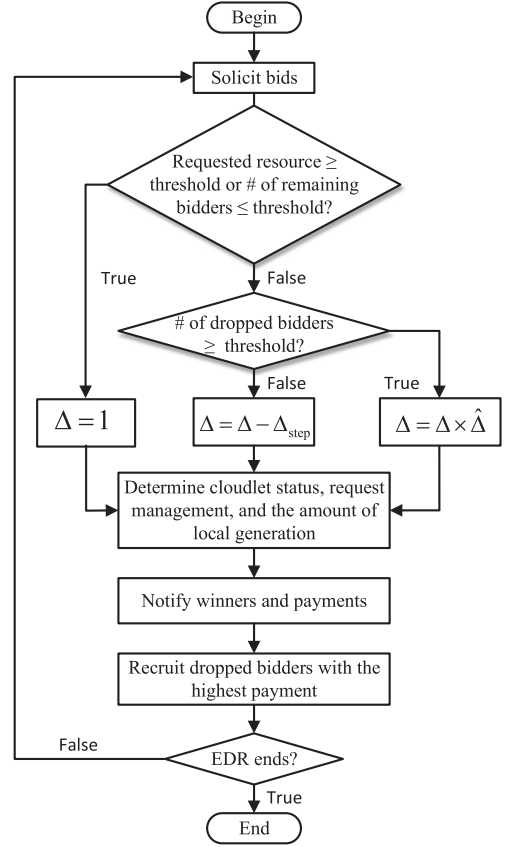 Begin
Solicit bids
Requested resource ≥
threshold or # of remaining
bidders ≤ threshold?
True
False
# of dropped bidders
≥ threshold?
False
True
Δ = 1
Δ = Δ − Δ_step
Δ = Δ × Δ̂
Determine cloudlet status, request
management, and the amount of
local generation
Notify winners and payments
Recruit dropped bidders with the
highest payment
False
EDR ends?
True
End